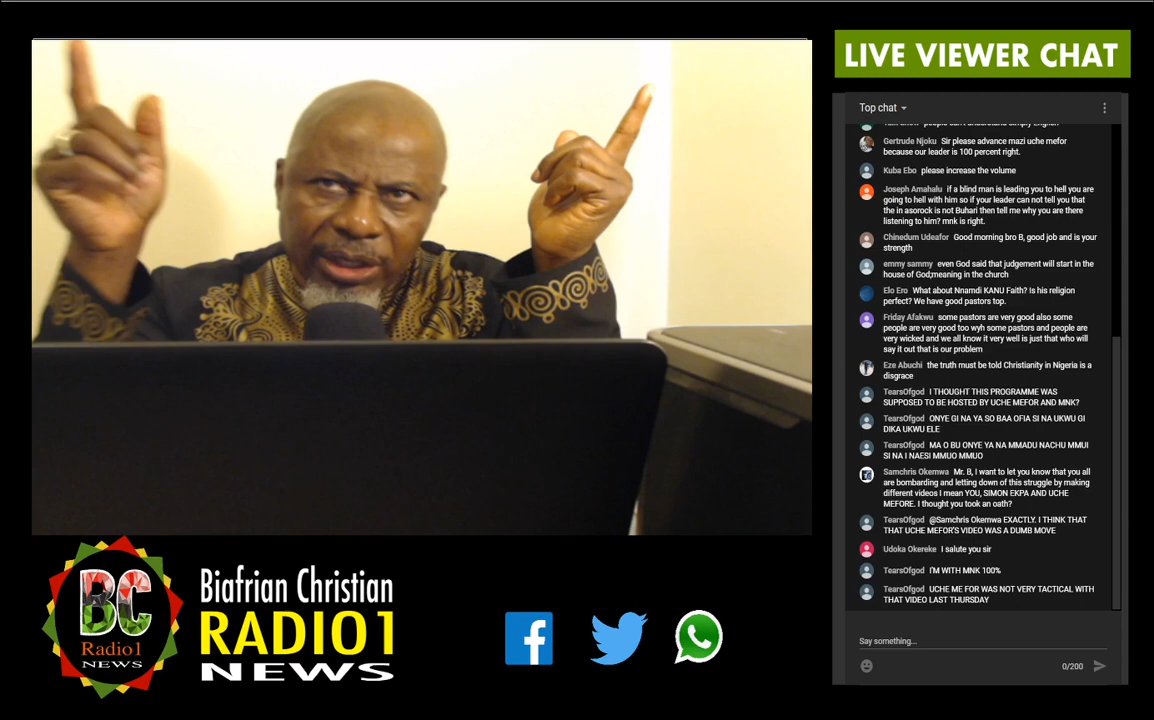 LIVE VIEWER CHAT
Top chat
people can't understand simply English
Gertrude Njoku Sir please advance mazi uche mefor
because our leader is 100 percent right.
Kuba Ebo please increase the volume
Joseph Amahalu if a blind man is leading you to hell you are
going to hell with him so if your leader can not tell you that
the in asorock is not Buhari then tell me why you are there
listening to him? mnk is right.
Chinedum Udeafor Good morning bro B, good job and is your
strength
emmy sammy even God said that judgement will start in the
house of God,meaning in the church
Elo Ero What about Nnamdi KANU Faith? Is his religion
perfect? We have good pastors top.
Friday Afakwu some pastors are very good also some
people are very good too wyh some pastors and people are
very wicked and we all know it very well is just that who will
say it out that is our problem
Eze Abuchi the truth must be told Christianity in Nigeria is a
disgrace
TearsOfgod I THOUGHT THIS PROGRAMME WAS
SUPPOSED TO BE HOSTED BY UCHE MEFOR AND MNK?
TearsOfgod ONYE GI NA YA SO BAA OFIA SI NA UKWU GI
DIKA UKWU ELE
TearsOfgod MA O BU ONYE YA NA MMADU NACHU MMUI
SI NA I NAESI MMUO MMUO
Samchris Okemwa Mr. B, I want to let you know that you all
are bombarding and letting down of this struggle by making
different videos I mean YOU, SIMON EKPA AND UCHE
MEFORE. I thought you took an oath?
TearsOfgod @Samchris Okemwa EXACTLY. I THINK THAT
THAT UCHE MEFOR'S VIDEO WAS A DUMB MOVE
Udoka Okereke I salute you sir
TearsOfgod I'M WITH MNK 100%
TearsOfgod UCHE ME FOR WAS NOT VERY TACTICAL WITH
THAT VIDEO LAST THURSDAY
Say something...
0/200
BC
Radio1
NEWS
Biafrian Christian
RADIO1
NEWS